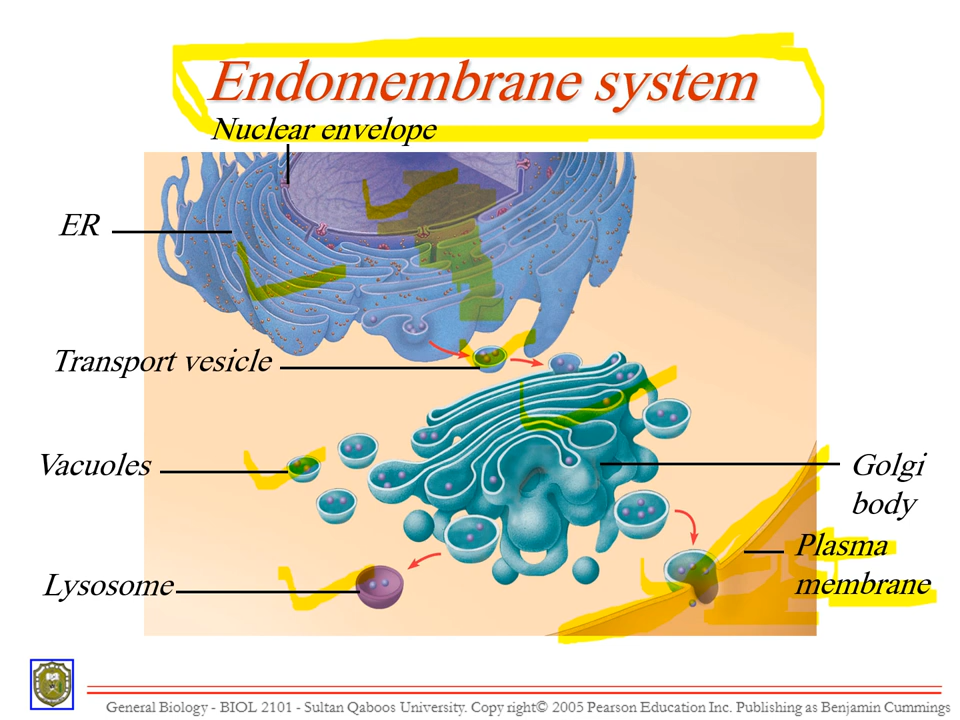 Endomembrane system
Nuclear envelope
ER
Transport vesicle
Vacuoles
Golgi
body
Plasma
membrane
Lysosome
General Biology - BIOL 2101 - Sultan Qaboos University. Copy right© 2005 Pearson Education Inc. Publishing as Benjamin Cummings